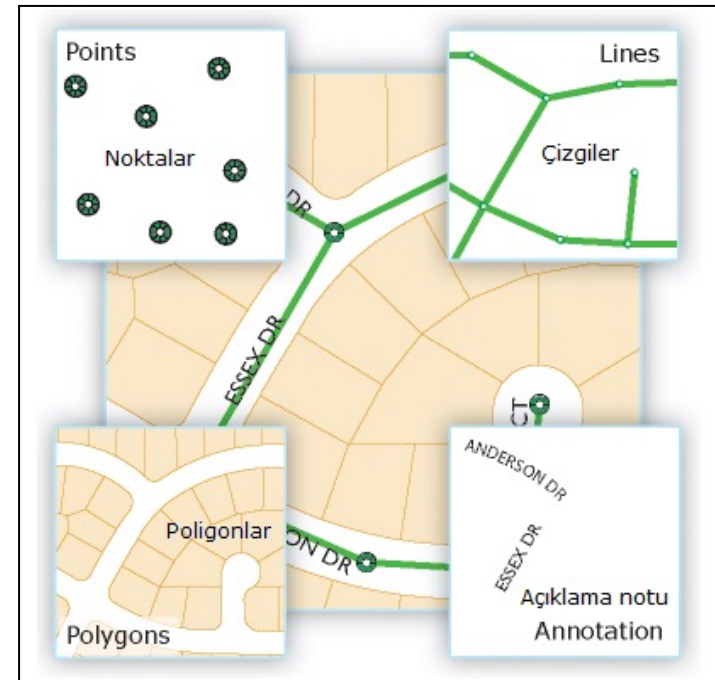 Points
Noktalar
Lines
Çizgiler
DR
ESSEX DR
CT
ON DR
Poligonlar
Polygons
ANDERSON DR
ESSEX DR
Açıklama notu
Annotation